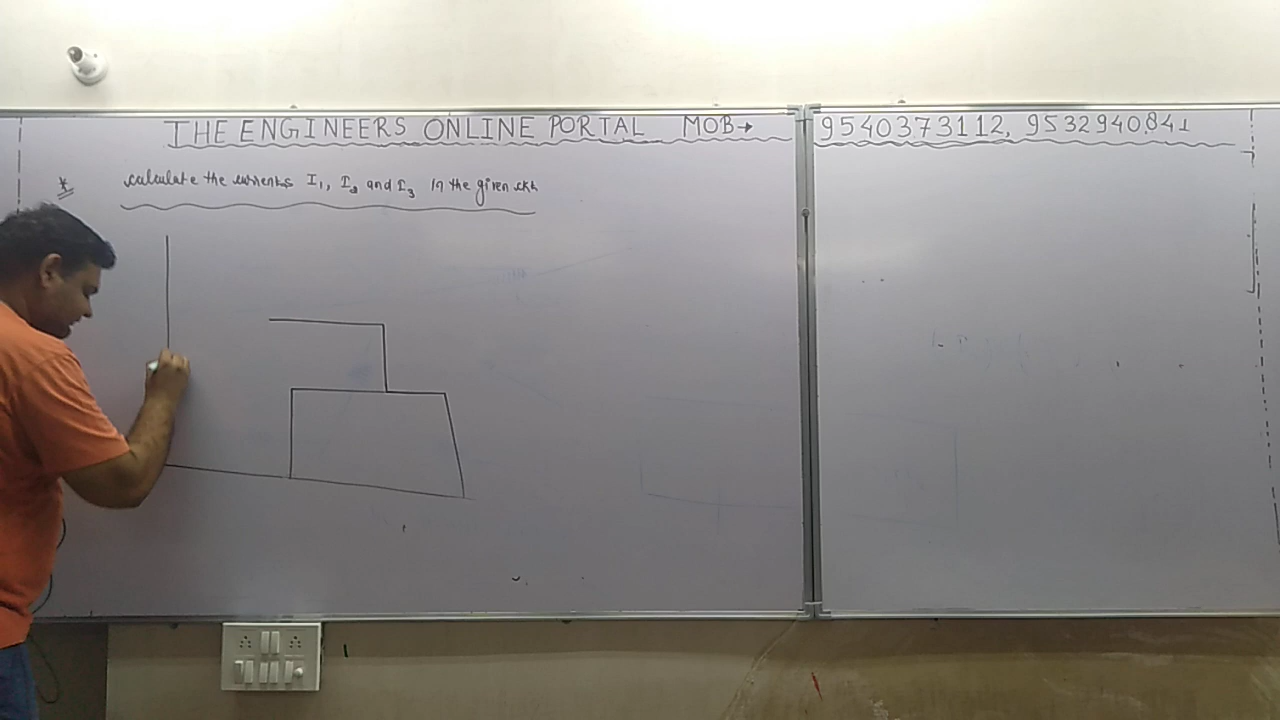 THE ENGINEERS ONLINE PORTAL MOB→ 9540373112, 9532940841
* calculate the currents I1, I2 and I3 in the given ckt